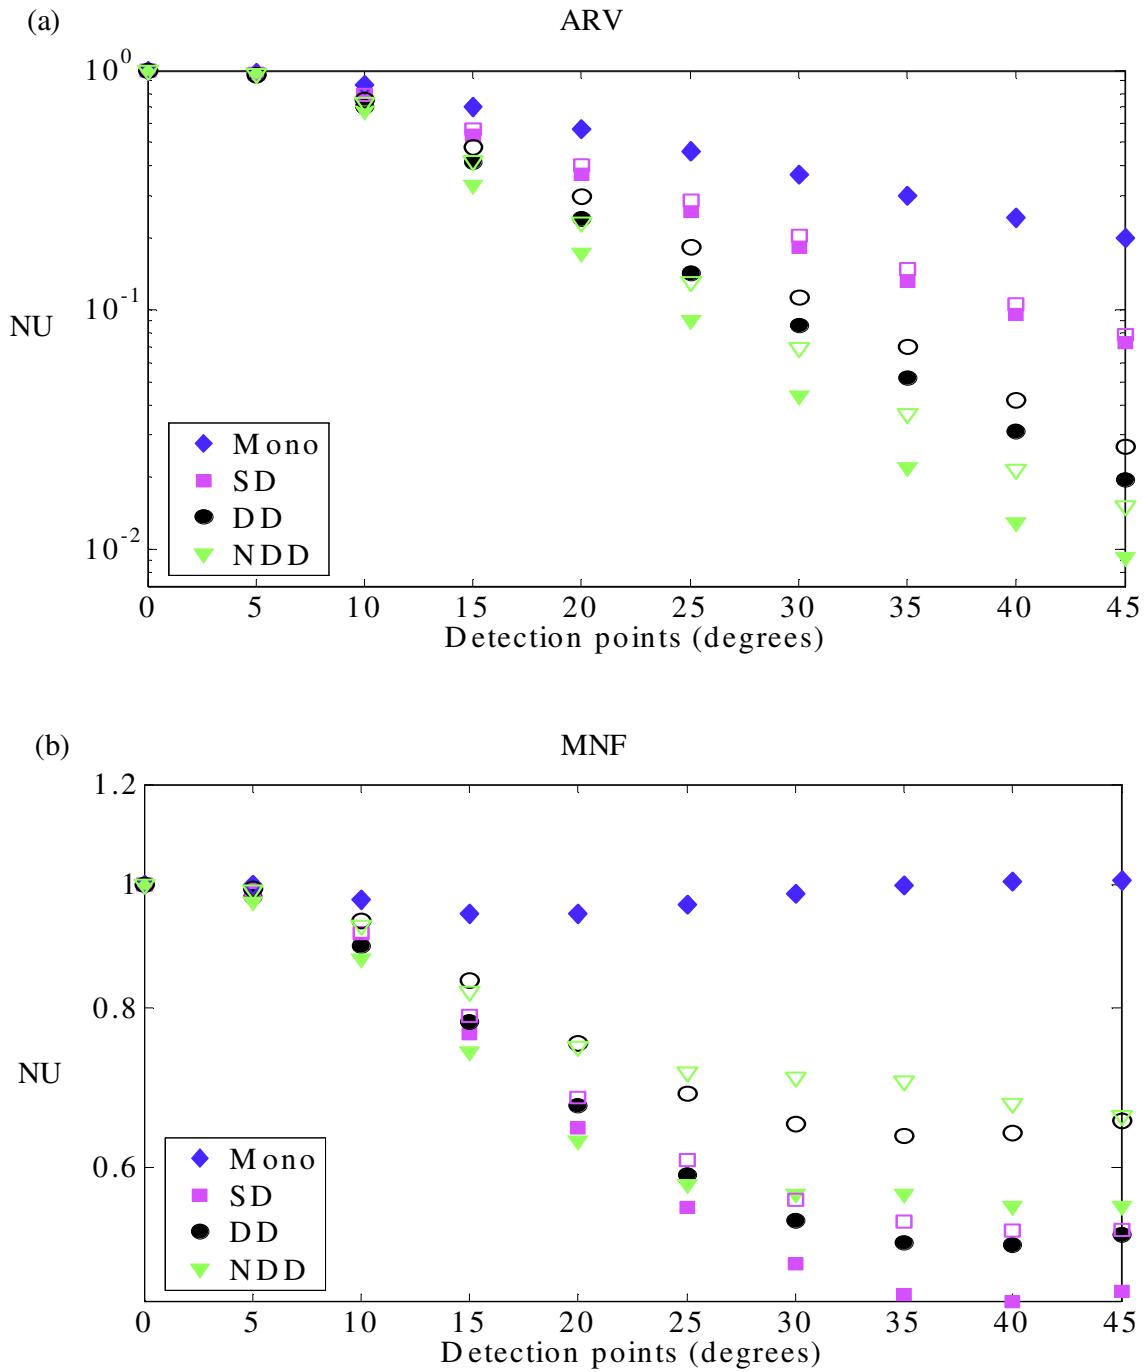 (a)
ARV
10^0
10^-1
10^-2
NU
Mono
SD
DD
NDD
0 5 10 15 20 25 30 35 40 45
Detection points (degrees)
(b)
MNF
1.2
1
0.8
0.6
NU
Mono
SD
DD
NDD
0 5 10 15 20 25 30 35 40 45
Detection points (degrees)